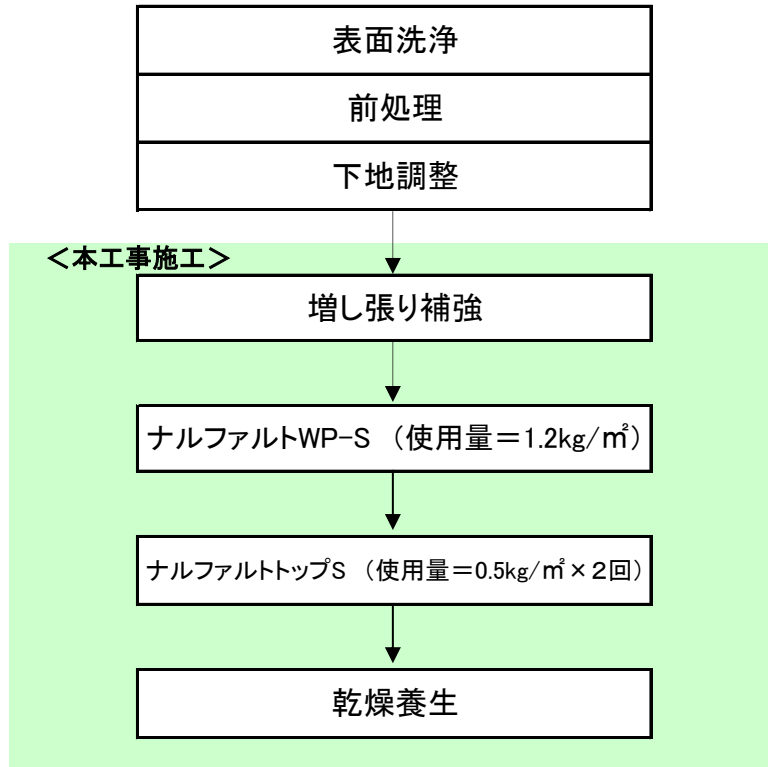 表面洗浄
前処理
下地調整
＜本工事施工＞
増し張り補強
ナルファルトWP-S （使用量＝1.2kg/㎡）
ナルファルトトップS （使用量＝0.5kg/㎡×２回）
乾燥養生